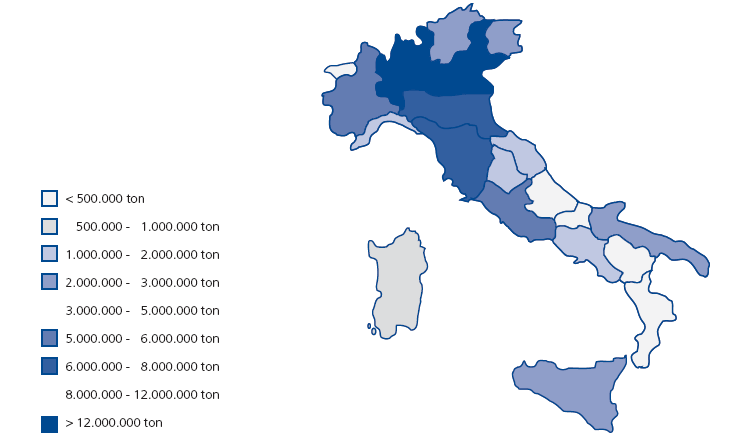 < 500.000 ton
500.000 - 1.000.000 ton
1.000.000 - 2.000.000 ton
2.000.000 - 3.000.000 ton
3.000.000 - 5.000.000 ton
5.000.000 - 6.000.000 ton
6.000.000 - 8.000.000 ton
8.000.000 - 12.000.000 ton
> 12.000.000 ton